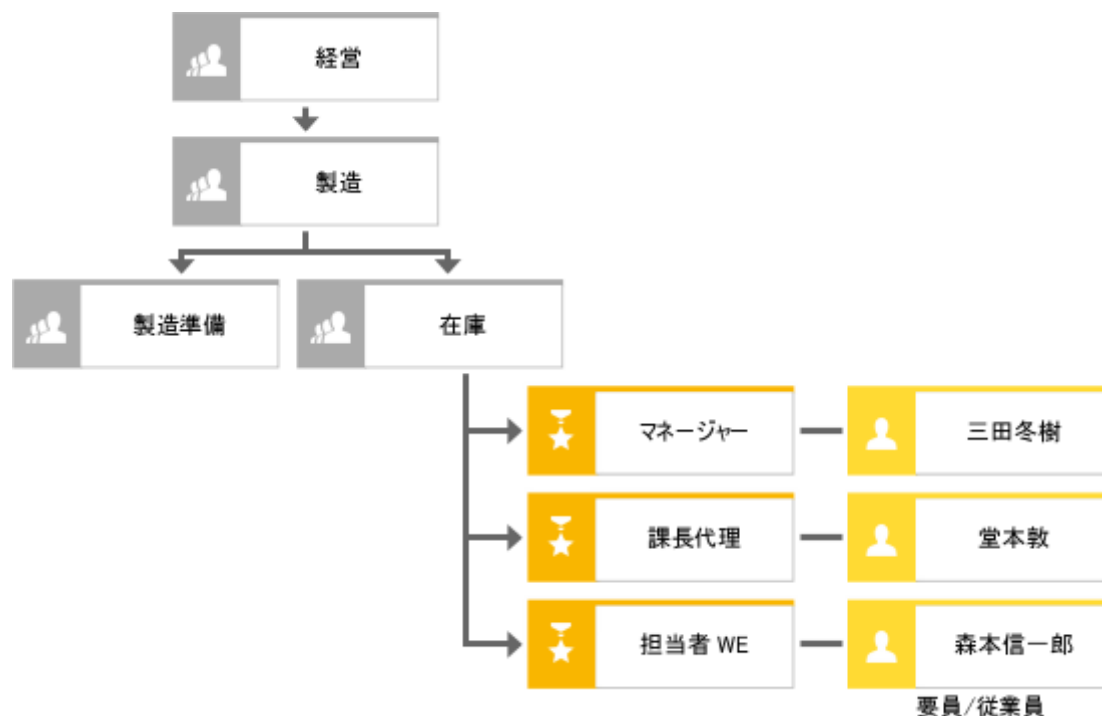 経営
製造
製造準備
在庫
マネージャー
三田冬樹
課長代理
堂本敦
担当者 WE
森本信一郎
要員/従業員